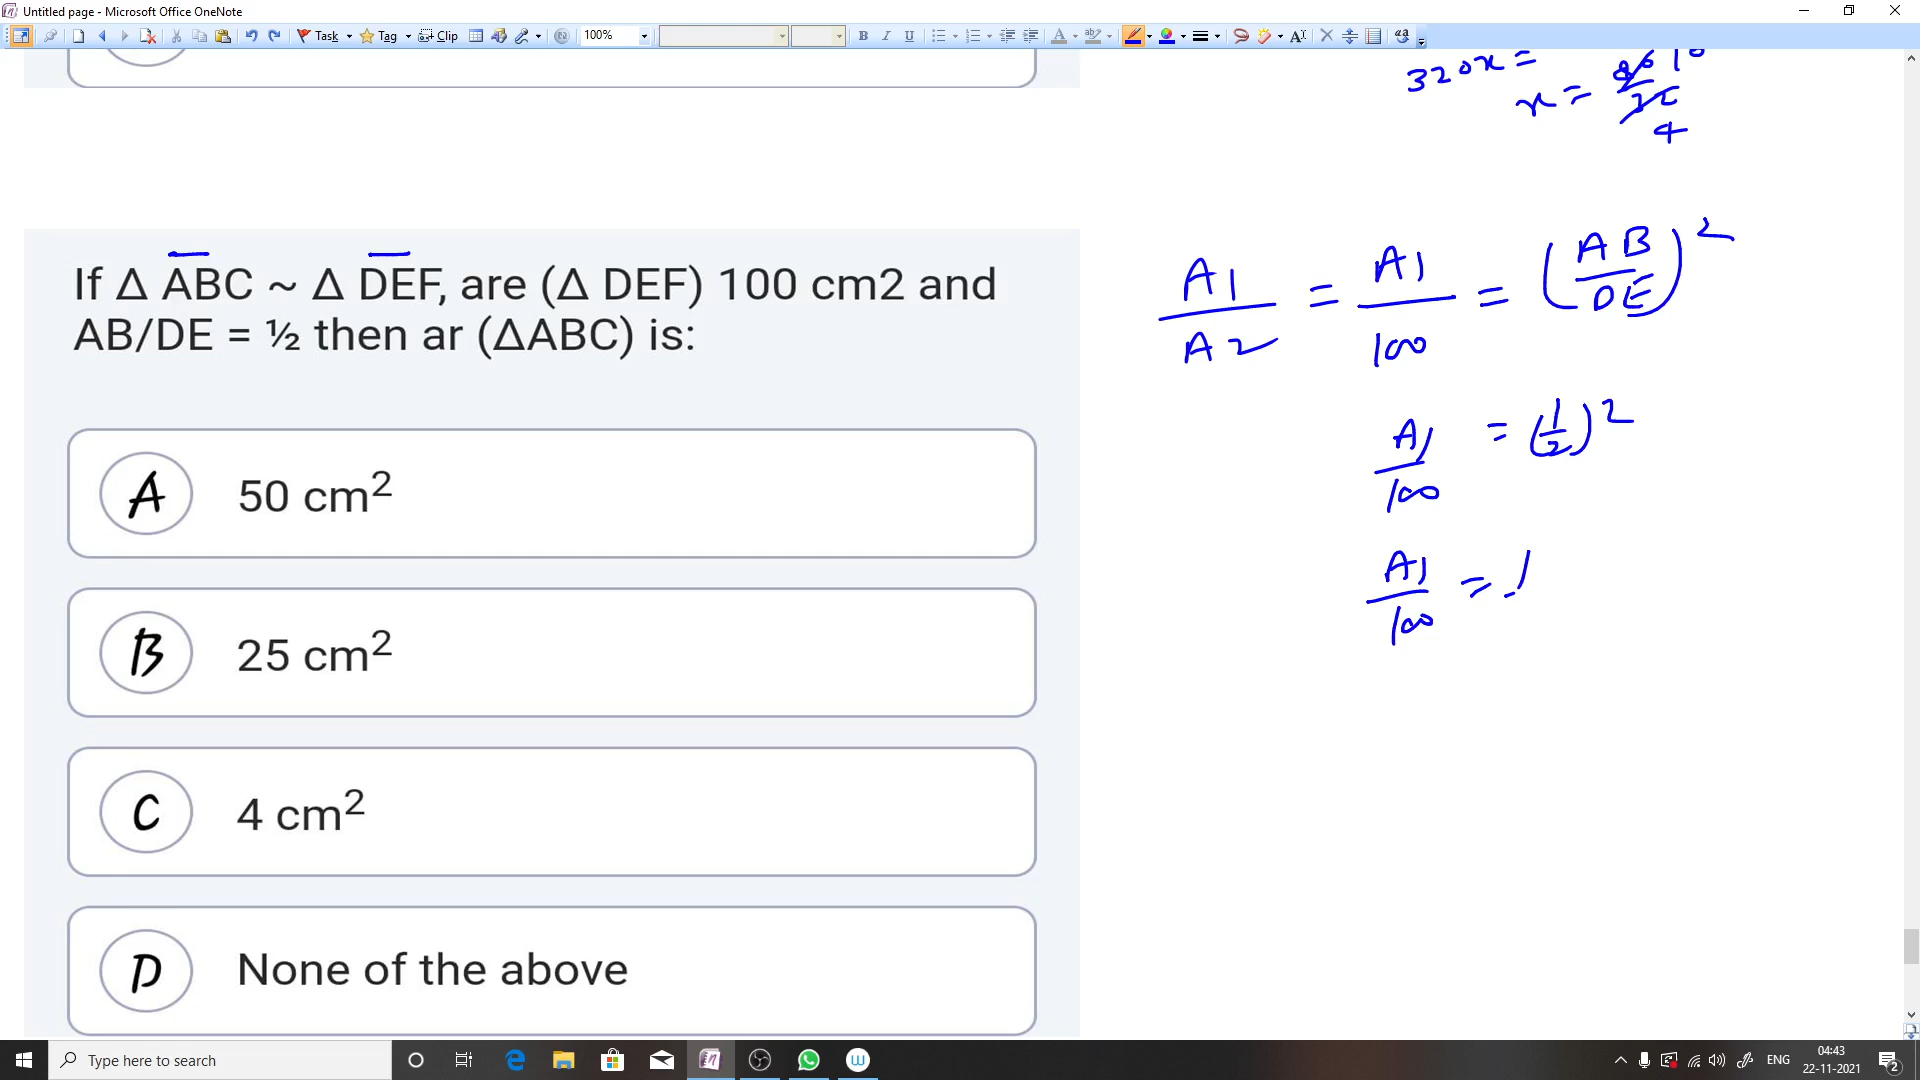 Untitled page - Microsoft Office OneNote
Task Tag Clip 100% B I U
320x =
x =
4
If Δ ABC ~ Δ DEF, are (Δ DEF) 100 cm2 and
AB/DE = ½ then ar (ΔABC) is:
A 50 cm²
B 25 cm²
C 4 cm²
D None of the above
A1/A2 = A1/100 = (AB/DE)²
A1/100 = (1/2)²
A1/100 =
Type here to search
ENG
04:43
22-11-2021
2